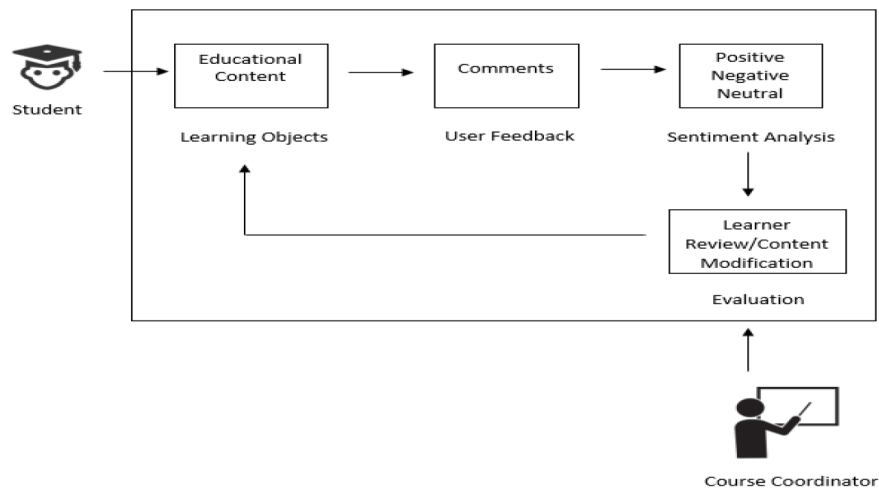 Educational
Content
Comments
Positive
Negative
Neutral
Student
Learning Objects
User Feedback
Sentiment Analysis
Learner
Review/Content
Modification
Evaluation
Course Coordinator